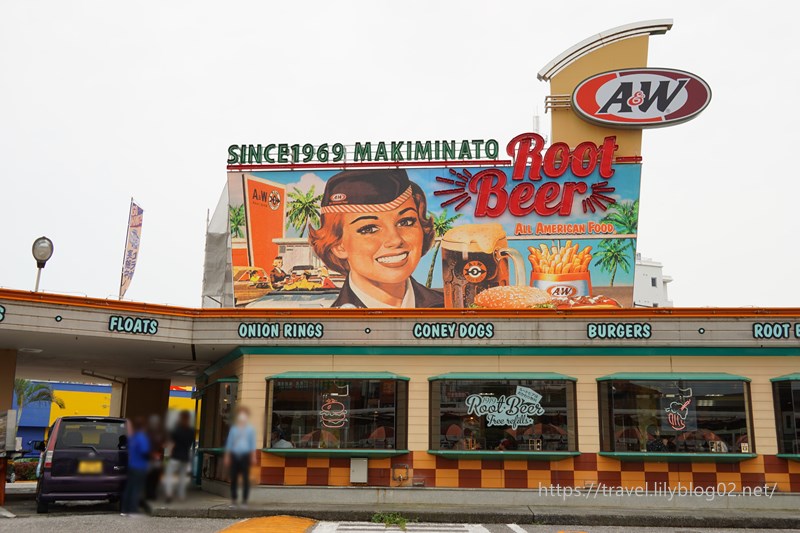 A&W
SINCE1969 MAKIMINATO
Root
Beer
ALL AMERICAN FOOD
A&W
A&W
FLOATS
ONION RINGS
CONEY DOGS
BURGERS
ROOT
Root Beer
Free refills
https://travel.lilyblog02.net/